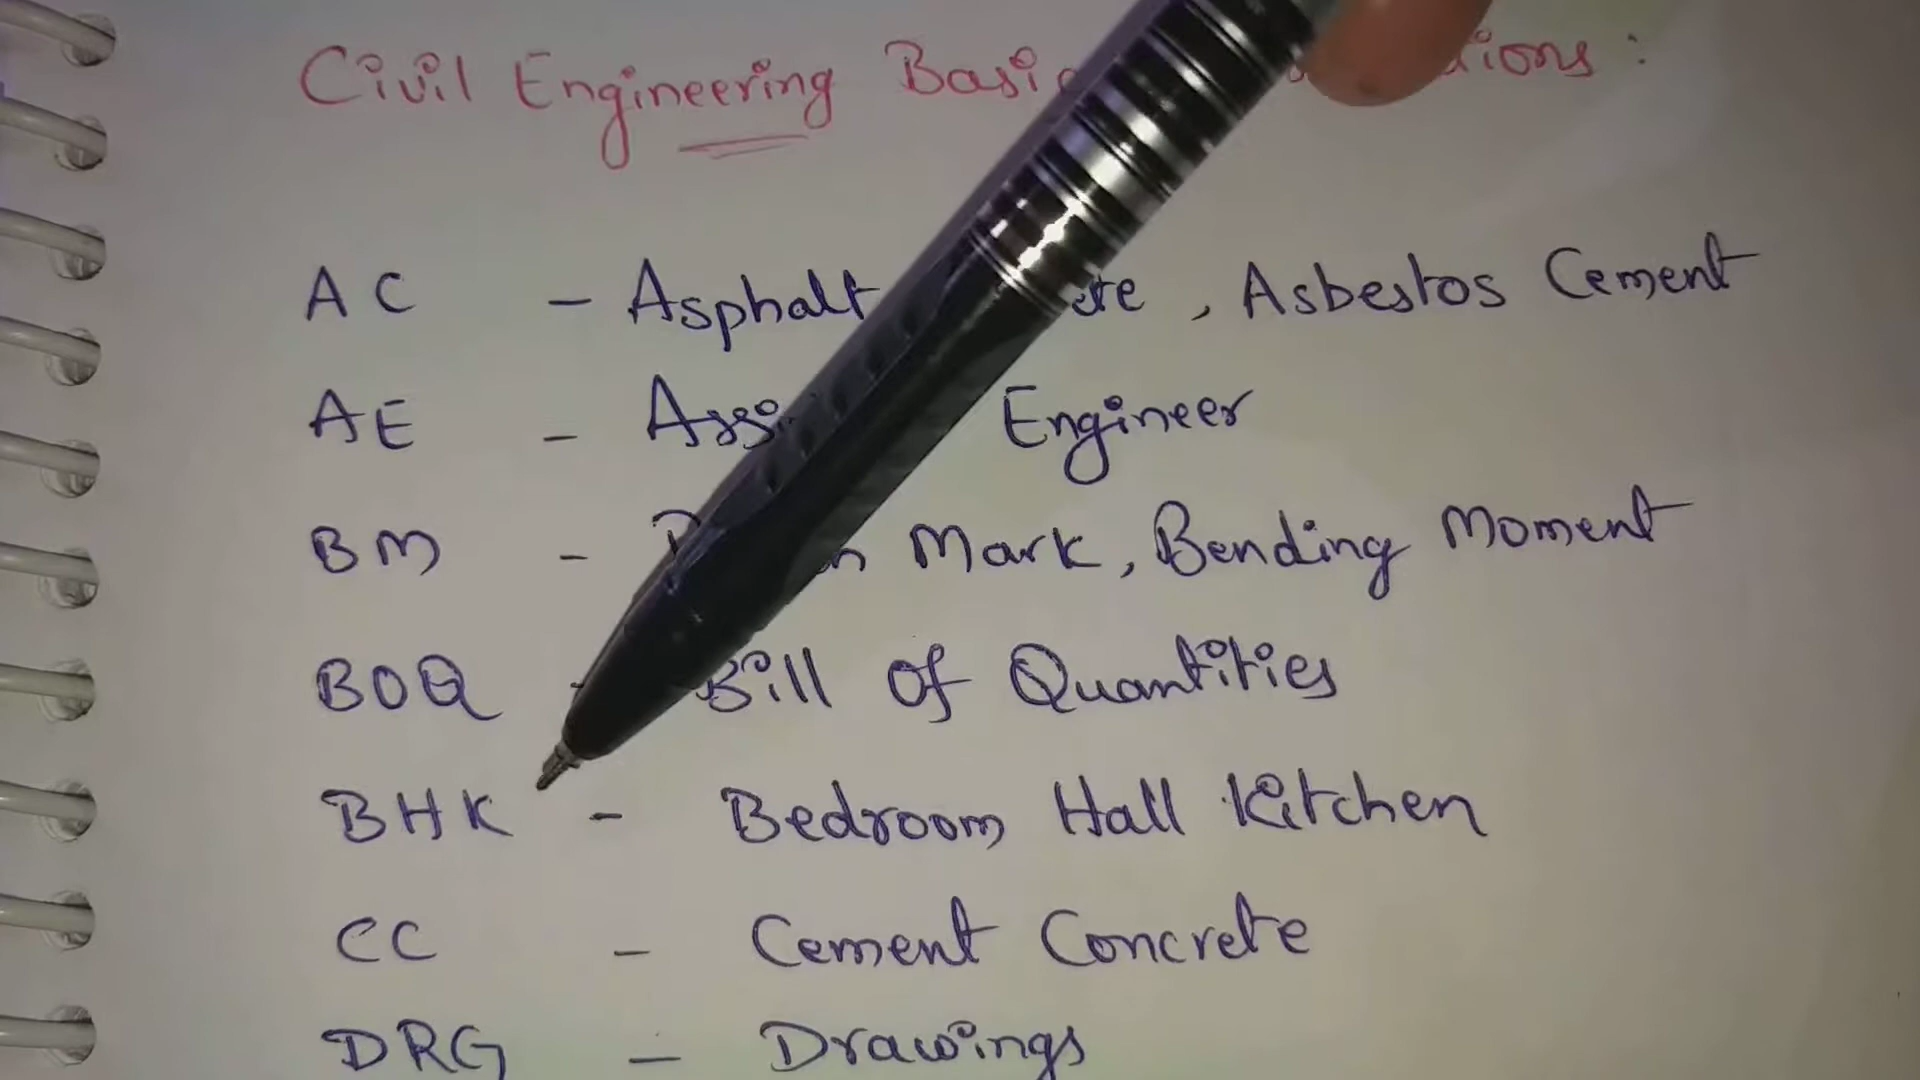 Civil Engineering Basic :
AC - Asphalt , Asbestos Cement
AE - Engineer
BM - Mark, Bending Moment
BOQ - Bill Of Quantities
BHK - Bedroom Hall Kitchen
CC - Cement Concrete
DRG - Drawings